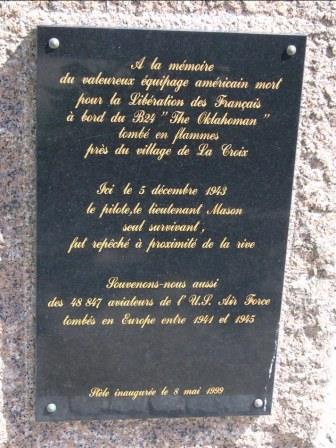 A la mémoire
du valeureux équipage américain mort
pour la Libération des Français
à bord du B24 "The Oklahoman"
tombé en flammes
près du village de La Croix
Ici le 5 décembre 1943
le pilote, le lieutenant Mason
seul survivant,
fut repêché à proximité de la rive
Souvenons-nous aussi
des 48 847 aviateurs de l'U.S. Air Force
tombés en Europe entre 1941 et 1945
Stèle inaugurée le 8 mai 1999